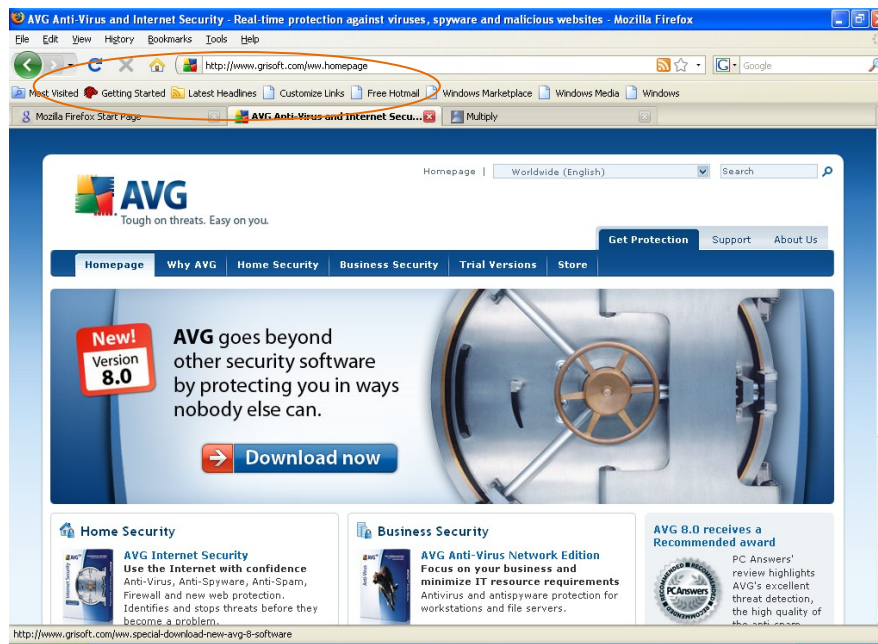 AVG Anti-Virus and Internet Security - Real-time protection against viruses, spyware and malicious websites - Mozilla Firefox
File Edit View History Bookmarks Tools Help
http://www.grisoft.com/ww.homepage
G Google
Most Visited Getting Started Latest Headlines Customize Links Free Hotmail Windows Marketplace Windows Media Windows
Mozilla Firefox Start Page AVG Anti-Virus and Internet Secu... Multiply
Homepage | Worldwide (English) Search
AVG
Tough on threats. Easy on you.
Get Protection Support About Us
Homepage Why AVG Home Security Business Security Trial Versions Store
New!
Version
8.0
AVG goes beyond
other security software
by protecting you in ways
nobody else can.
Download now
Home Security
AVG Internet Security
Use the Internet with confidence
Anti-Virus, Anti-Spyware, Anti-Spam,
Firewall and new web protection.
Identifies and stops threats before they
become a problem.
Business Security
AVG Anti-Virus Network Edition
Focus on your business and
minimize IT resource requirements
Antivirus and antispyware protection for
workstations and file servers.
AVG 8.0 receives a
Recommended award
PCAnswers
RECOMMENDED
PC Answers'
review highlights
AVG's excellent
threat detection,
the high quality of
the anti-spam
http://www.grisoft.com/ww.special-download-new-avg-8-software